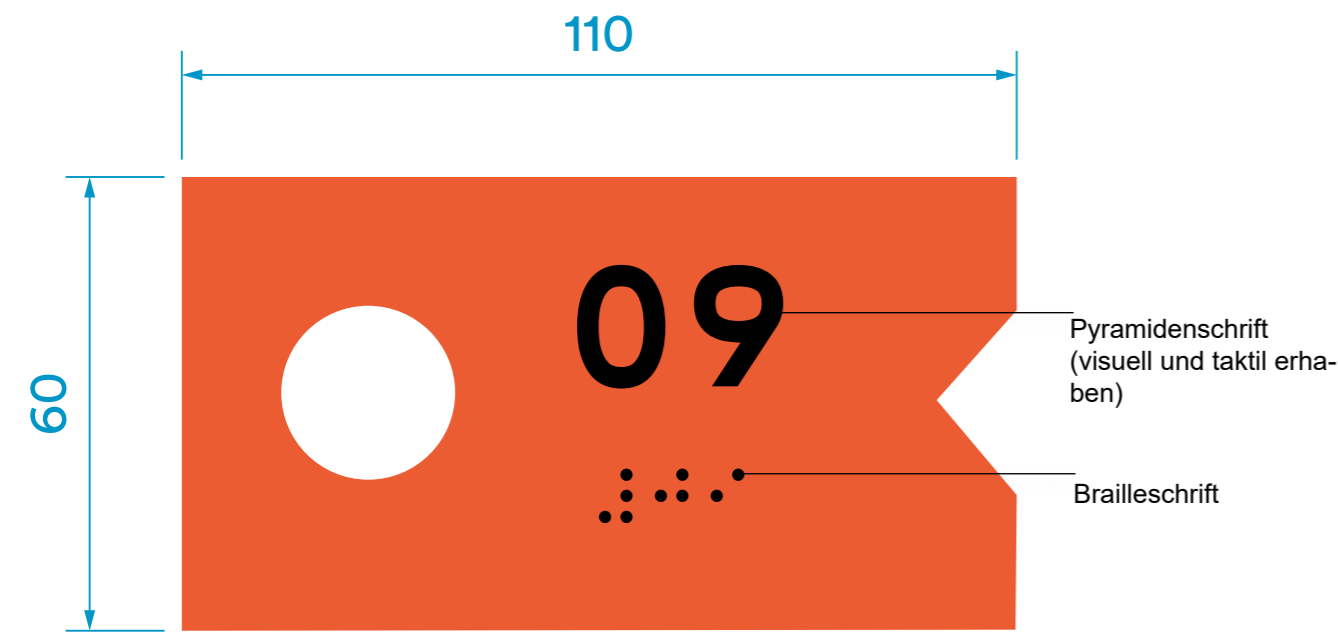 110
60
09
Pyramidenschrift
(visuell und taktil erha-
ben)
⠼⠚⠊
Brailleschrift